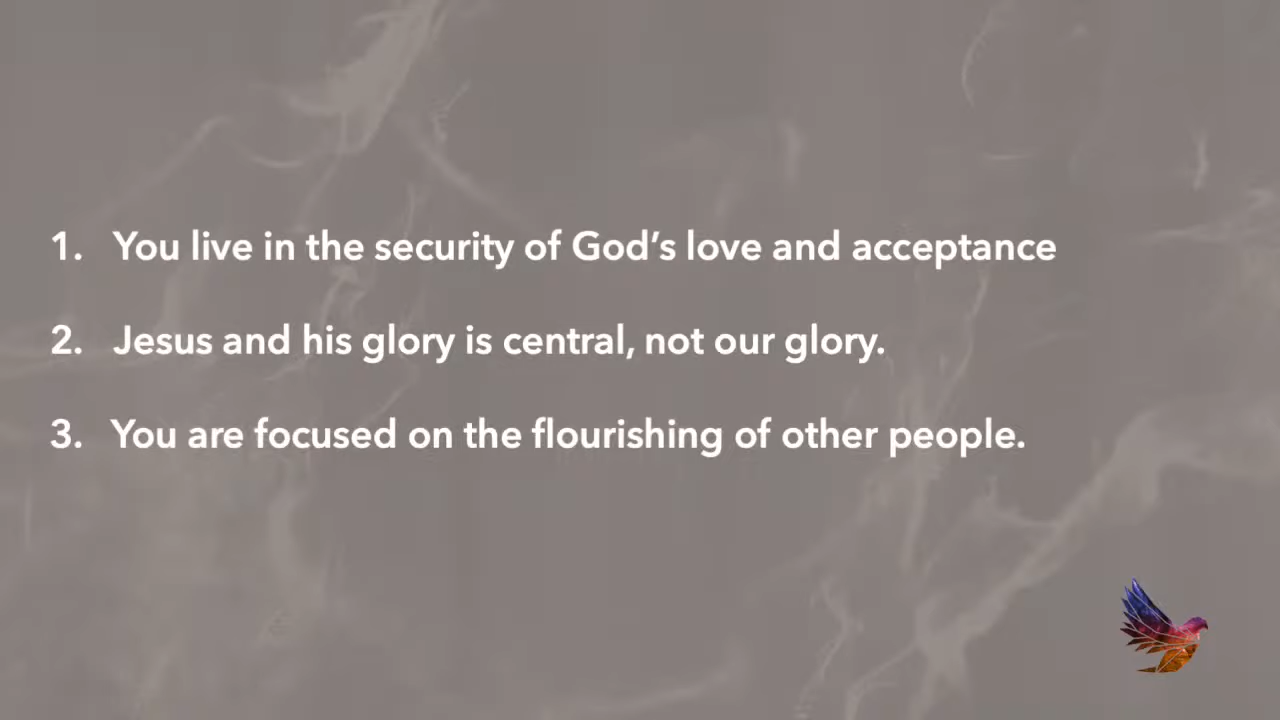 1. You live in the security of God’s love and acceptance
2. Jesus and his glory is central, not our glory.
3. You are focused on the flourishing of other people.